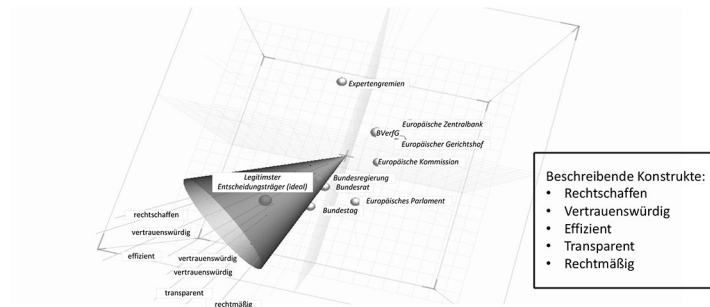 Expertengremien
Europäische Zentralbank
BVerfG
Europäischer Gerichtshaf
Europäische Kommission
Legitimster
Entscheidungsträger (ideal)
Bundesregierung
Bundesrat
Europäisches Parlament
Bundestag
rechtschaffen
vertrauenswürdig
effizient
vertrauenswürdig
vertrauenswürdig
transparent
rechtmäßig
Beschreibende Konstrukte:
• Rechtschaffen
• Vertrauenswürdig
• Effizient
• Transparent
• Rechtmäßig